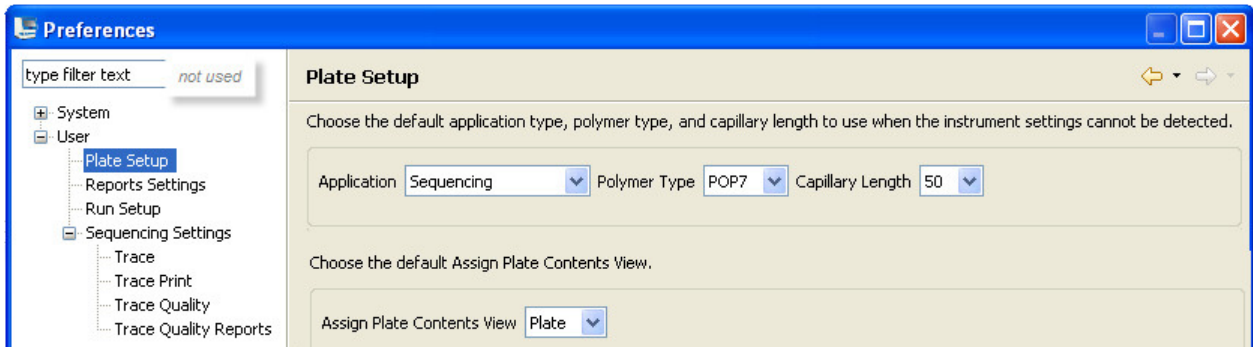 Preferences
type filter text not used
System
User
Plate Setup
Reports Settings
Run Setup
Sequencing Settings
Trace
Trace Print
Trace Quality
Trace Quality Reports
Plate Setup
Choose the default application type, polymer type, and capillary length to use when the instrument settings cannot be detected.
Application Sequencing Polymer Type POP7 Capillary Length 50
Choose the default Assign Plate Contents View.
Assign Plate Contents View Plate